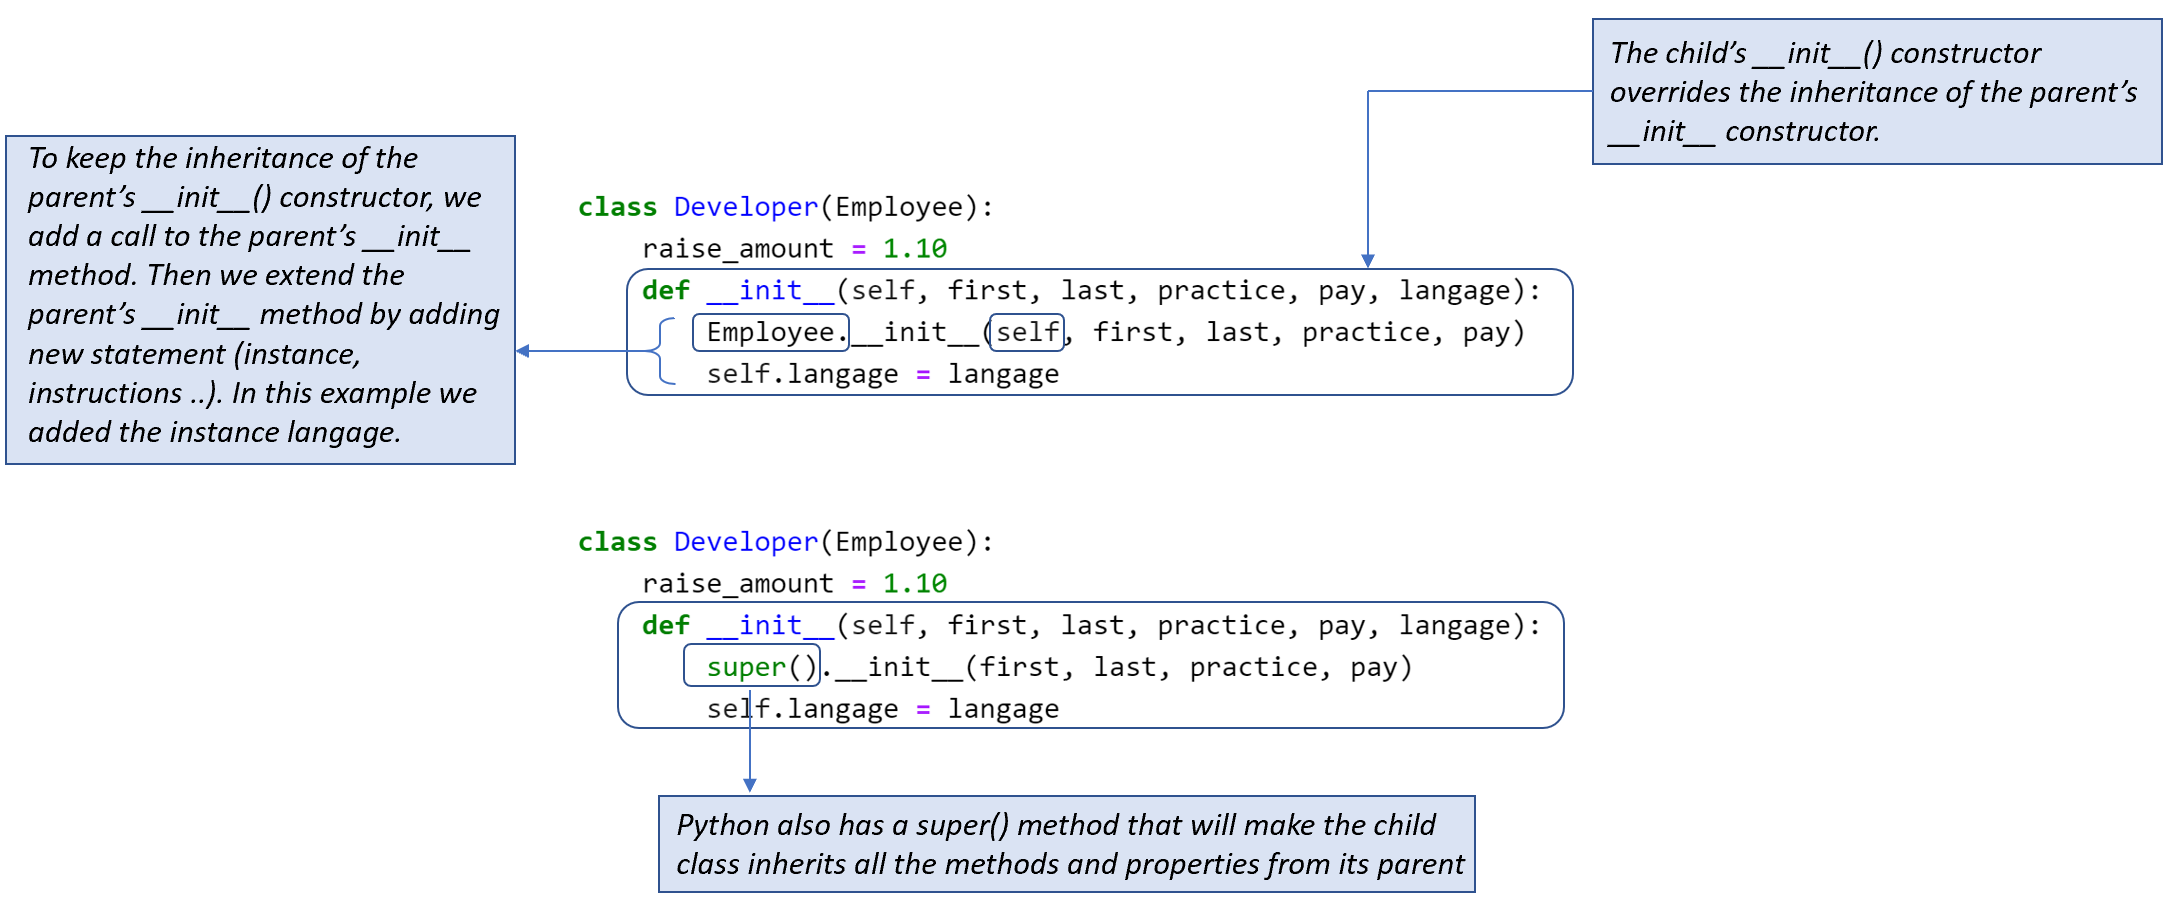 The child’s __init__() constructor
overrides the inheritance of the parent’s
__init__ constructor.
To keep the inheritance of the
parent’s __init__() constructor, we
add a call to the parent’s __init__
method. Then we extend the
parent’s __init__ method by adding
new statement (instance,
instructions ..). In this example we
added the instance langage.
class Developer(Employee):
    raise_amount = 1.10
    def __init__(self, first, last, practice, pay, langage):
        Employee.__init__(self, first, last, practice, pay)
        self.langage = langage
class Developer(Employee):
    raise_amount = 1.10
    def __init__(self, first, last, practice, pay, langage):
        super().__init__(first, last, practice, pay)
        self.langage = langage
Python also has a super() method that will make the child
class inherits all the methods and properties from its parent